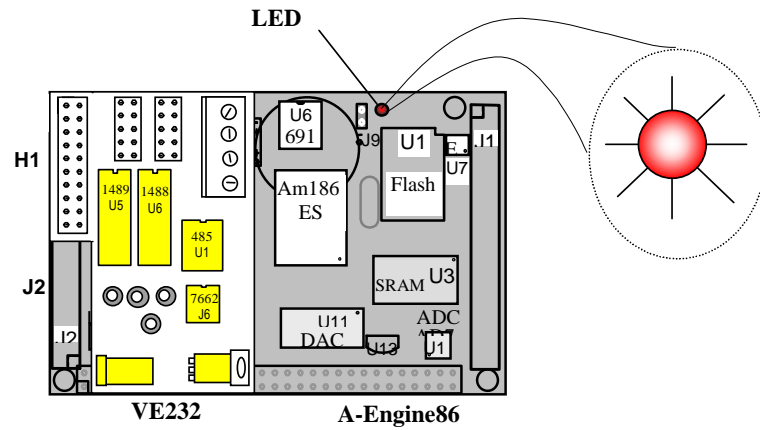 LED
H1
J2
1489
U5
1488
U6
485
U1
7662
J6
J2
U6
691
J9
Am186
ES
U1
Flash
E
U7
J1
SRAM
U3
U11
DAC
U13
ADC
U1
VE232
A-Engine86